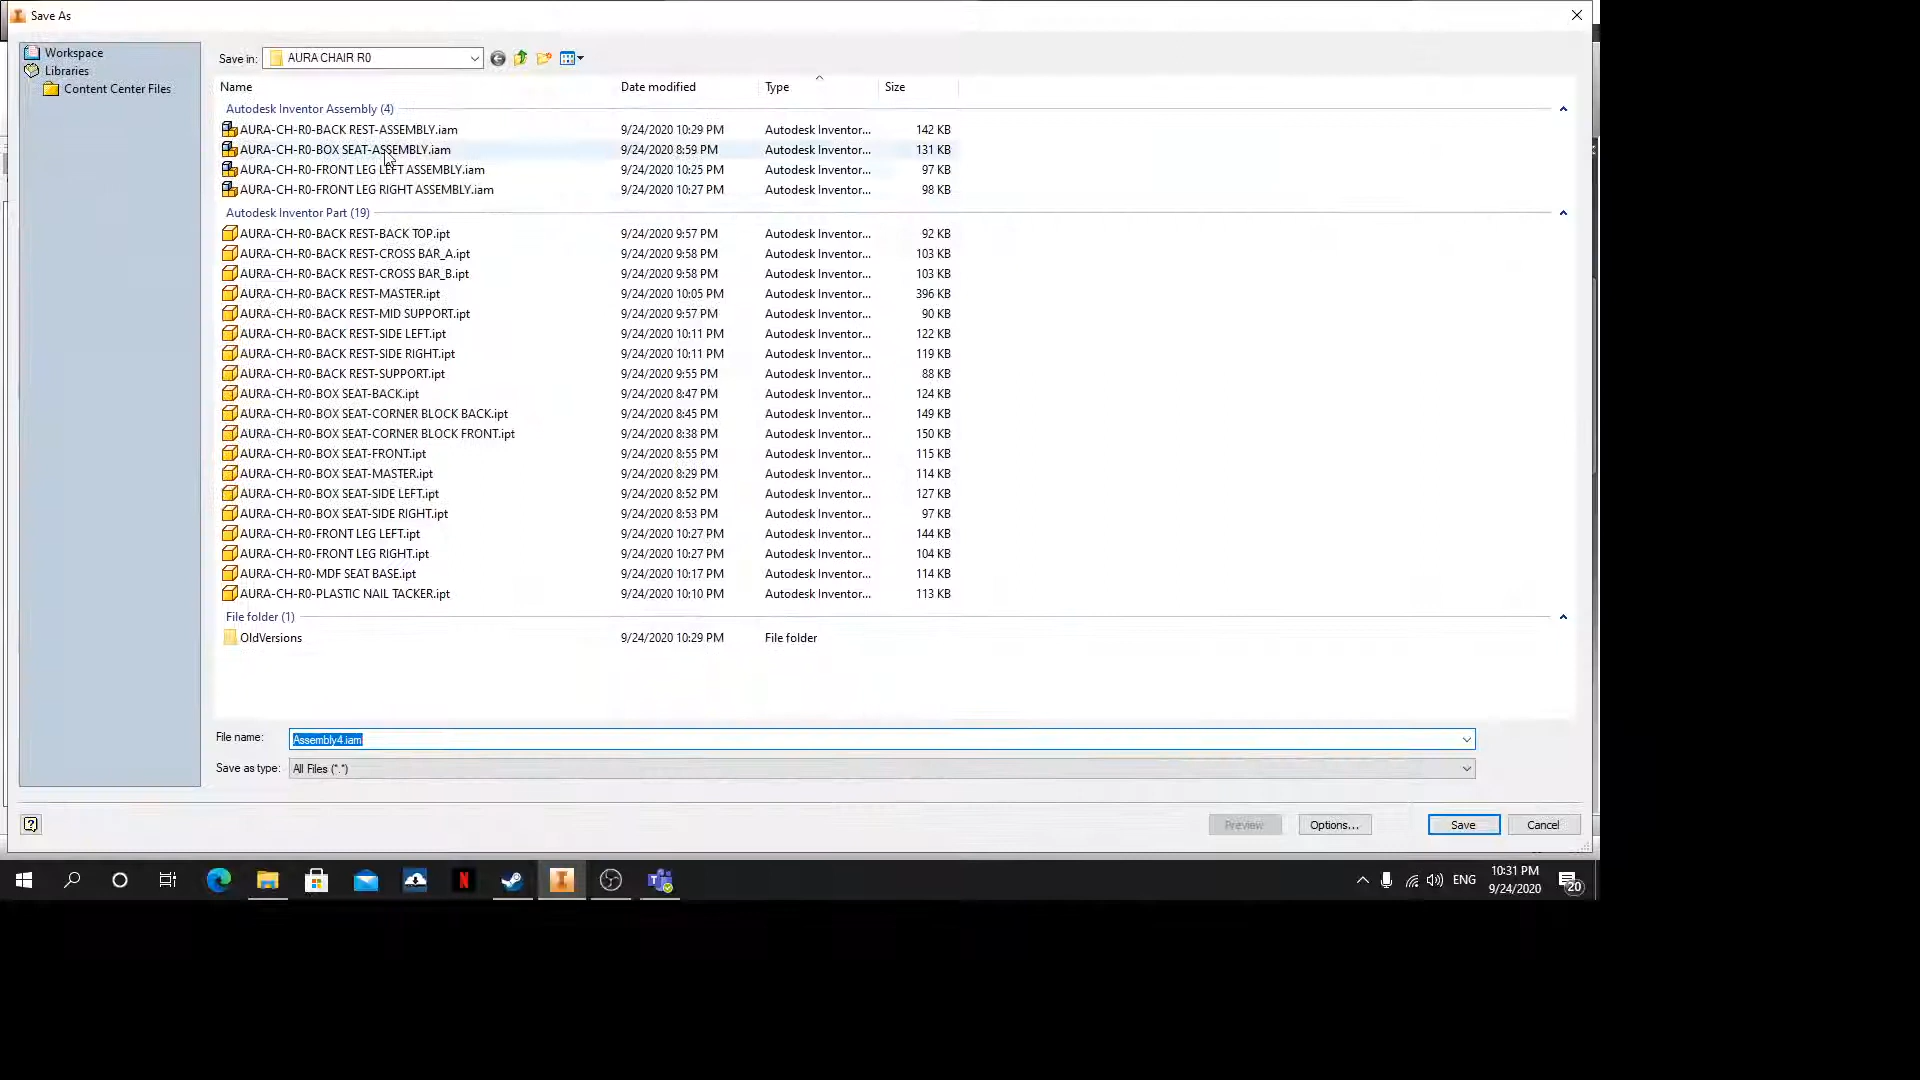 Save As
Workspace
Libraries
Content Center Files
Save in: AURA CHAIR R0
Name Date modified Type Size
Autodesk Inventor Assembly (4)
AURA-CH-R0-BACK REST-ASSEMBLY.iam 9/24/2020 10:29 PM Autodesk Inventor... 142 KB
AURA-CH-R0-BOX SEAT-ASSEMBLY.iam 9/24/2020 8:59 PM Autodesk Inventor... 131 KB
AURA-CH-R0-FRONT LEG LEFT ASSEMBLY.iam 9/24/2020 10:25 PM Autodesk Inventor... 97 KB
AURA-CH-R0-FRONT LEG RIGHT ASSEMBLY.iam 9/24/2020 10:27 PM Autodesk Inventor... 98 KB
Autodesk Inventor Part (19)
AURA-CH-R0-BACK REST-BACK TOP.ipt 9/24/2020 9:57 PM Autodesk Inventor... 92 KB
AURA-CH-R0-BACK REST-CROSS BAR_A.ipt 9/24/2020 9:58 PM Autodesk Inventor... 103 KB
AURA-CH-R0-BACK REST-CROSS BAR_B.ipt 9/24/2020 9:58 PM Autodesk Inventor... 103 KB
AURA-CH-R0-BACK REST-MASTER.ipt 9/24/2020 10:05 PM Autodesk Inventor... 396 KB
AURA-CH-R0-BACK REST-MID SUPPORT.ipt 9/24/2020 9:57 PM Autodesk Inventor... 90 KB
AURA-CH-R0-BACK REST-SIDE LEFT.ipt 9/24/2020 10:11 PM Autodesk Inventor... 122 KB
AURA-CH-R0-BACK REST-SIDE RIGHT.ipt 9/24/2020 10:11 PM Autodesk Inventor... 119 KB
AURA-CH-R0-BACK REST-SUPPORT.ipt 9/24/2020 9:55 PM Autodesk Inventor... 88 KB
AURA-CH-R0-BOX SEAT-BACK.ipt 9/24/2020 8:47 PM Autodesk Inventor... 124 KB
AURA-CH-R0-BOX SEAT-CORNER BLOCK BACK.ipt 9/24/2020 8:45 PM Autodesk Inventor... 149 KB
AURA-CH-R0-BOX SEAT-CORNER BLOCK FRONT.ipt 9/24/2020 8:38 PM Autodesk Inventor... 150 KB
AURA-CH-R0-BOX SEAT-FRONT.ipt 9/24/2020 8:55 PM Autodesk Inventor... 115 KB
AURA-CH-R0-BOX SEAT-MASTER.ipt 9/24/2020 8:29 PM Autodesk Inventor... 114 KB
AURA-CH-R0-BOX SEAT-SIDE LEFT.ipt 9/24/2020 8:52 PM Autodesk Inventor... 127 KB
AURA-CH-R0-BOX SEAT-SIDE RIGHT.ipt 9/24/2020 8:53 PM Autodesk Inventor... 97 KB
AURA-CH-R0-FRONT LEG LEFT.ipt 9/24/2020 10:27 PM Autodesk Inventor... 144 KB
AURA-CH-R0-FRONT LEG RIGHT.ipt 9/24/2020 10:27 PM Autodesk Inventor... 104 KB
AURA-CH-R0-MDF SEAT BASE.ipt 9/24/2020 10:17 PM Autodesk Inventor... 114 KB
AURA-CH-R0-PLASTIC NAIL TACKER.ipt 9/24/2020 10:10 PM Autodesk Inventor... 113 KB
File folder (1)
OldVersions 9/24/2020 10:29 PM File folder
File name: Assembly4.iam
Save as type: All Files (*.*)
Preview Options... Save Cancel
ENG 10:31 PM
9/24/2020 20